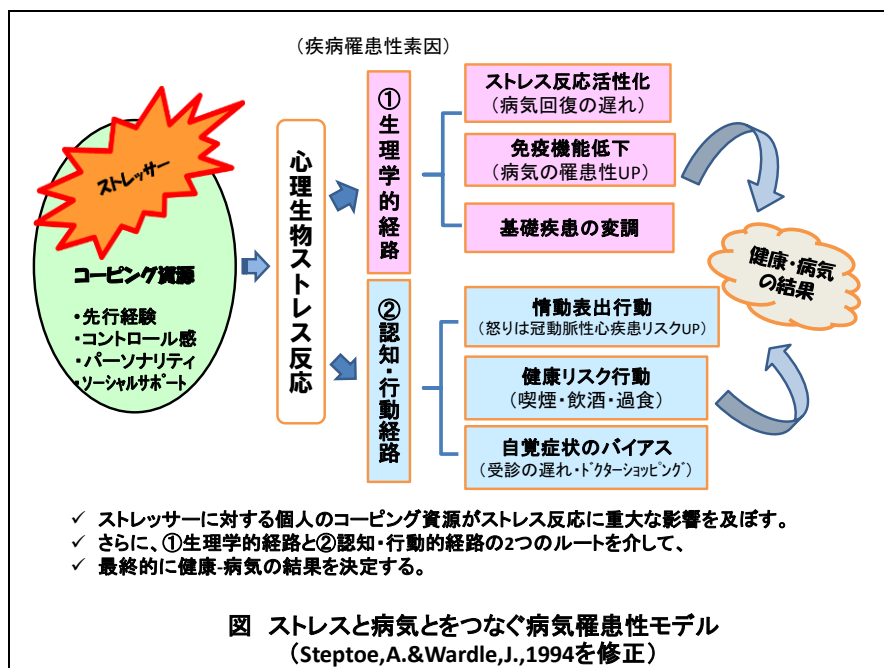 (疾病罹患性素因)
ストレッサー
コーピング資源
・先行経験
・コントロール感
・パーソナリティ
・ソーシャルサポート
心理生物ストレス反応
①生理学的経路
ストレス反応活性化
(病気回復の遅れ)
免疫機能低下
(病気の罹患性UP)
基礎疾患の変調
②認知・行動経路
情動表出行動
(怒りは冠動脈性心疾患リスクUP)
健康リスク行動
(喫煙・飲酒・過食)
自覚症状のバイアス
(受診の遅れ・ドクターショッピング)
健康・病気
の結果
✓ ストレッサーに対する個人のコーピング資源がストレス反応に重大な影響を及ぼす。
✓ さらに、①生理学的経路と②認知・行動的経路の2つのルートを介して、
✓ 最終的に健康-病気の結果を決定する。
図 ストレスと病気とをつなぐ病気罹患性モデル
(Steptoe,A.&Wardle,J.,1994を修正)